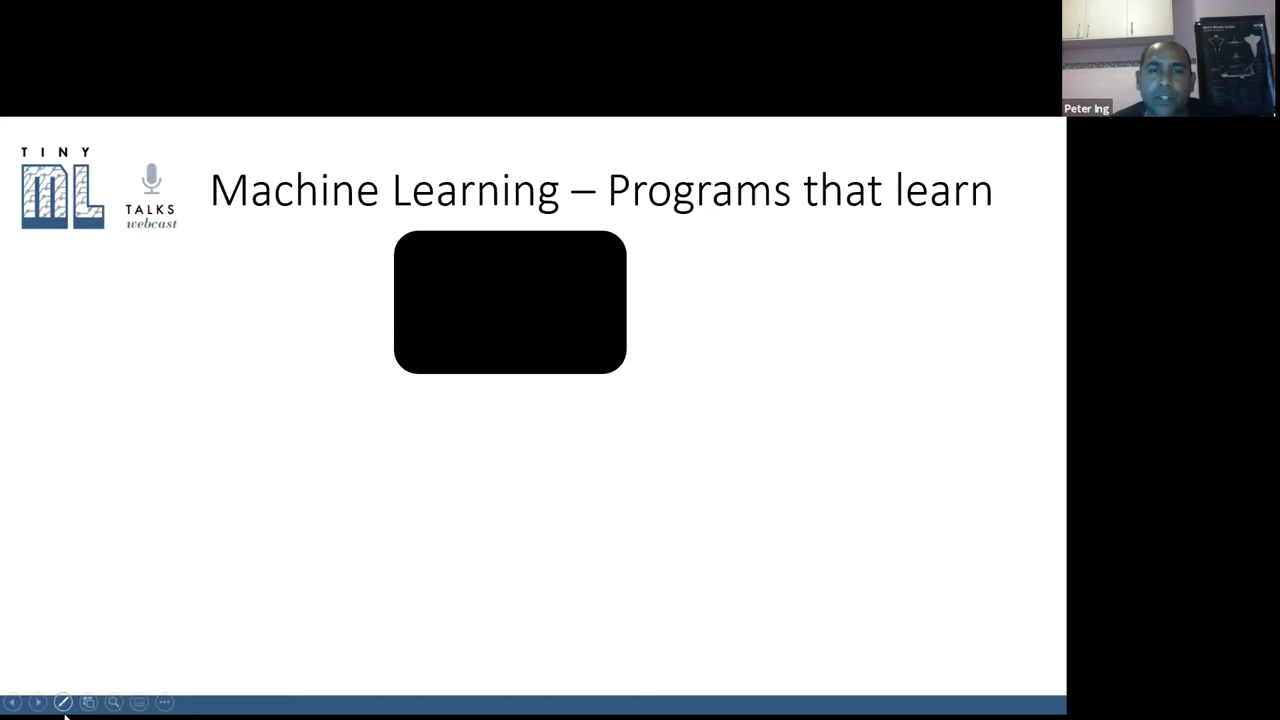 Peter Ing
TINY
ML
TALKS
webcast
Machine Learning – Programs that learn